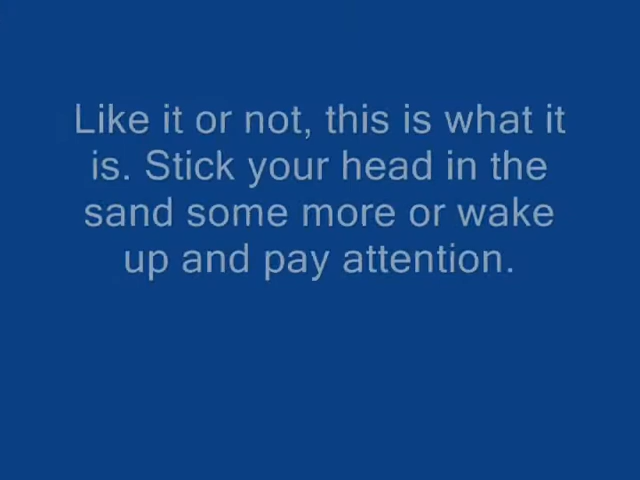 Like it or not, this is what it
is. Stick your head in the
sand some more or wake
up and pay attention.